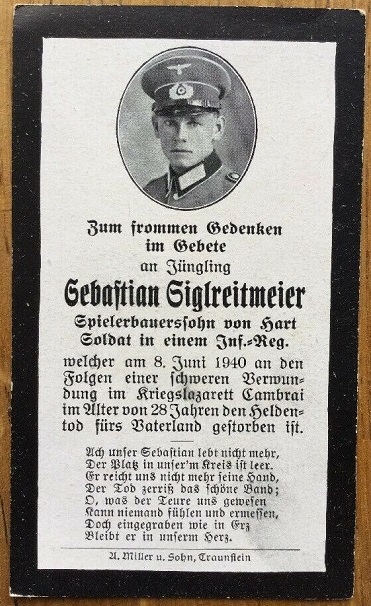 Zum frommen Gedenken
im Gebete
an Jüngling
Sebastian Siglreitmeier
Spielerbauerssohn von Hart
Soldat in einem Inf.-Reg.
welcher am 8. Juni 1940 an den
Folgen einer schweren Verwun-
dung im Kriegslazarett Cambrai
im Alter von 28 Jahren den Helden-
tod fürs Vaterland gestorben ist.
Ach unser Sebastian lebt nicht mehr,
Der Platz in unser'm Kreis ist leer.
Er reicht uns nicht mehr seine Hand,
Der Tod zerriß das schöne Band;
O, was der Teure uns gewesen
Kann niemand fühlen und ermessen,
Doch eingegraben wie in Erz
Bleibt er in unserm Herz.
A. Miller u. Sohn, Traunstein